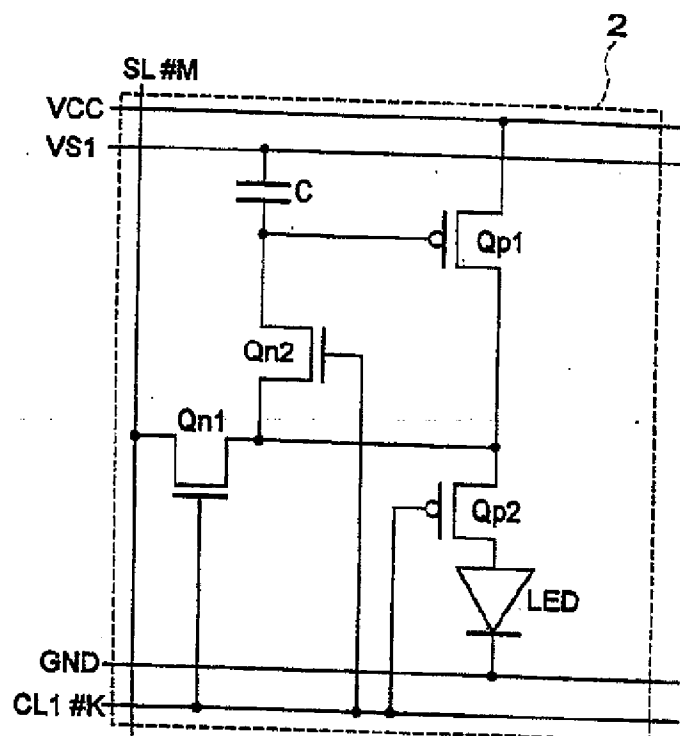 2
SL #M
VCC
VS1
C
Qp1
Qn2
Qn1
Qp2
LED
GND
CL1 #K